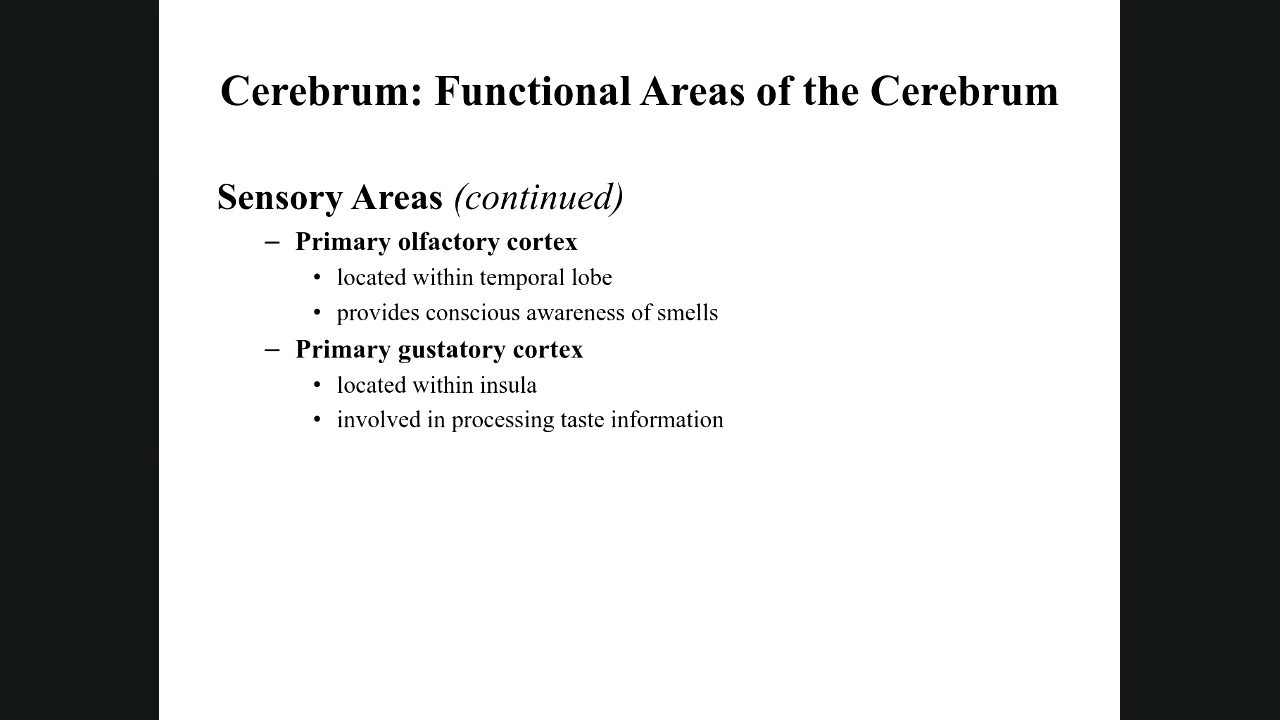 Cerebrum: Functional Areas of the Cerebrum
Sensory Areas (continued)
– Primary olfactory cortex
• located within temporal lobe
• provides conscious awareness of smells
– Primary gustatory cortex
• located within insula
• involved in processing taste information